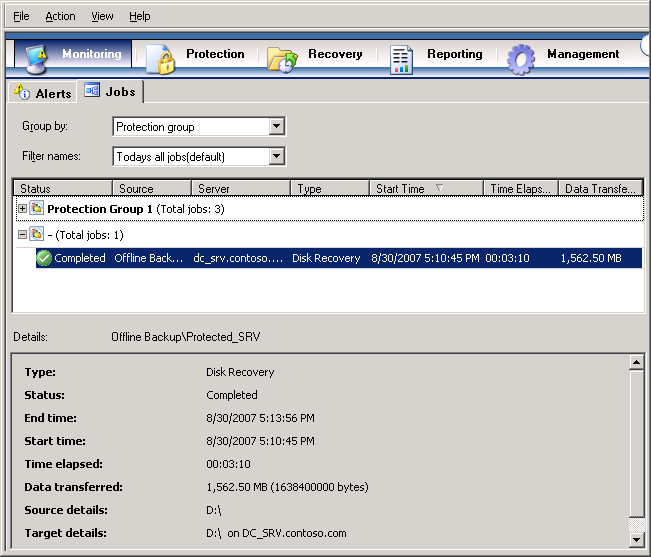 File Action View Help
Monitoring Protection Recovery Reporting Management
Alerts Jobs
Group by: Protection group
Filter names: Todays all jobs(default)
Status Source Server Type Start Time Time Elaps... Data Transfe...
Protection Group 1 (Total jobs: 3)
- (Total jobs: 1)
Completed Offline Back... dc_srv.contoso.... Disk Recovery 8/30/2007 5:10:45 PM 00:03:10 1,562.50 MB
Details: Offline Backup\Protected_SRV
Type: Disk Recovery
Status: Completed
End time: 8/30/2007 5:13:56 PM
Start time: 8/30/2007 5:10:45 PM
Time elapsed: 00:03:10
Data transferred: 1,562.50 MB (1638400000 bytes)
Source details: D:\
Target details: D:\ on DC_SRV.contoso.com